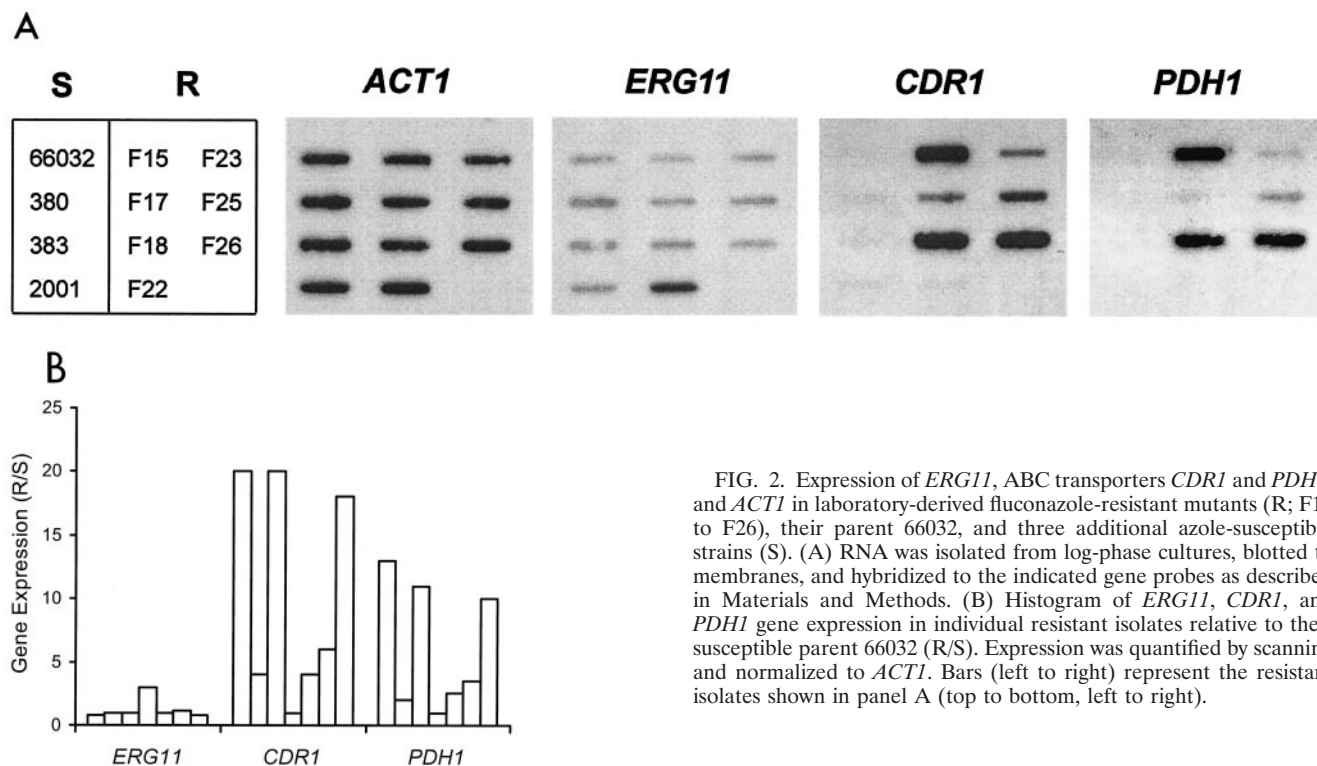 A
S R ACT1 ERG11 CDR1 PDH1
66032 F15 F23
380 F17 F25
383 F18 F26
2001 F22
B
Gene Expression (R/S)
25
20
15
10
5
0
ERG11 CDR1 PDH1
FIG. 2. Expression of ERG11, ABC transporters CDR1 and PDH
and ACT1 in laboratory-derived fluconazole-resistant mutants (R; F1
to F26), their parent 66032, and three additional azole-susceptib
strains (S). (A) RNA was isolated from log-phase cultures, blotted t
membranes, and hybridized to the indicated gene probes as describe
in Materials and Methods. (B) Histogram of ERG11, CDR1, an
PDH1 gene expression in individual resistant isolates relative to the
susceptible parent 66032 (R/S). Expression was quantified by scannin
and normalized to ACT1. Bars (left to right) represent the resistan
isolates shown in panel A (top to bottom, left to right).